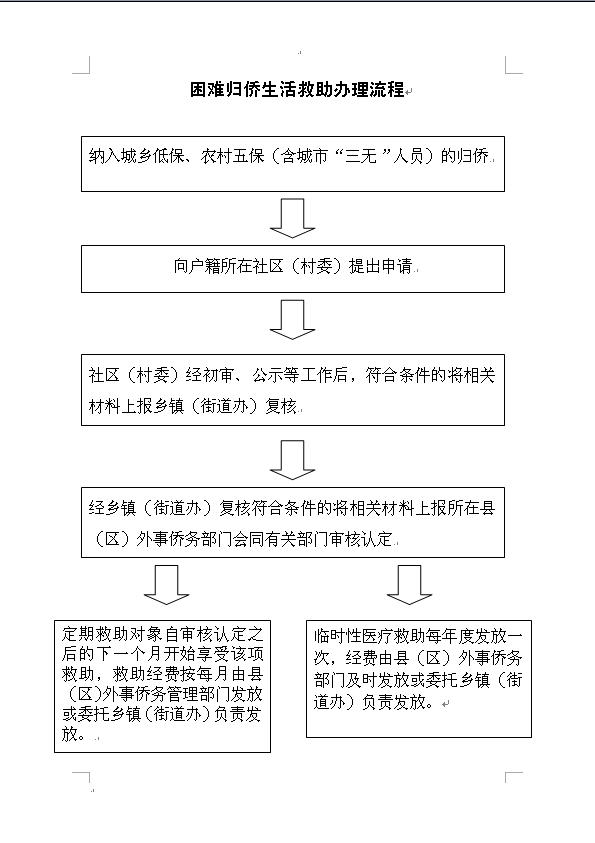 困难归侨生活救助办理流程
纳入城乡低保、农村五保（含城市“三无”人员）的归侨
向户籍所在社区（村委）提出申请
社区（村委）经初审、公示等工作后，符合条件的将相关
材料上报乡镇（街道办）复核
经乡镇（街道办）复核符合条件的将相关材料上报所在县
（区）外事侨务部门会同有关部门审核认定
定期救助对象自审核认定之
后的下一个月开始享受该项
救助，救助经费按每月由县
（区)外事侨务管理部门发放
或委托乡镇（街道办）负责发
放。
临时性医疗救助每年度发放一
次，经费由县（区）外事侨务
部门及时发放或委托乡镇（街
道办）负责发放。